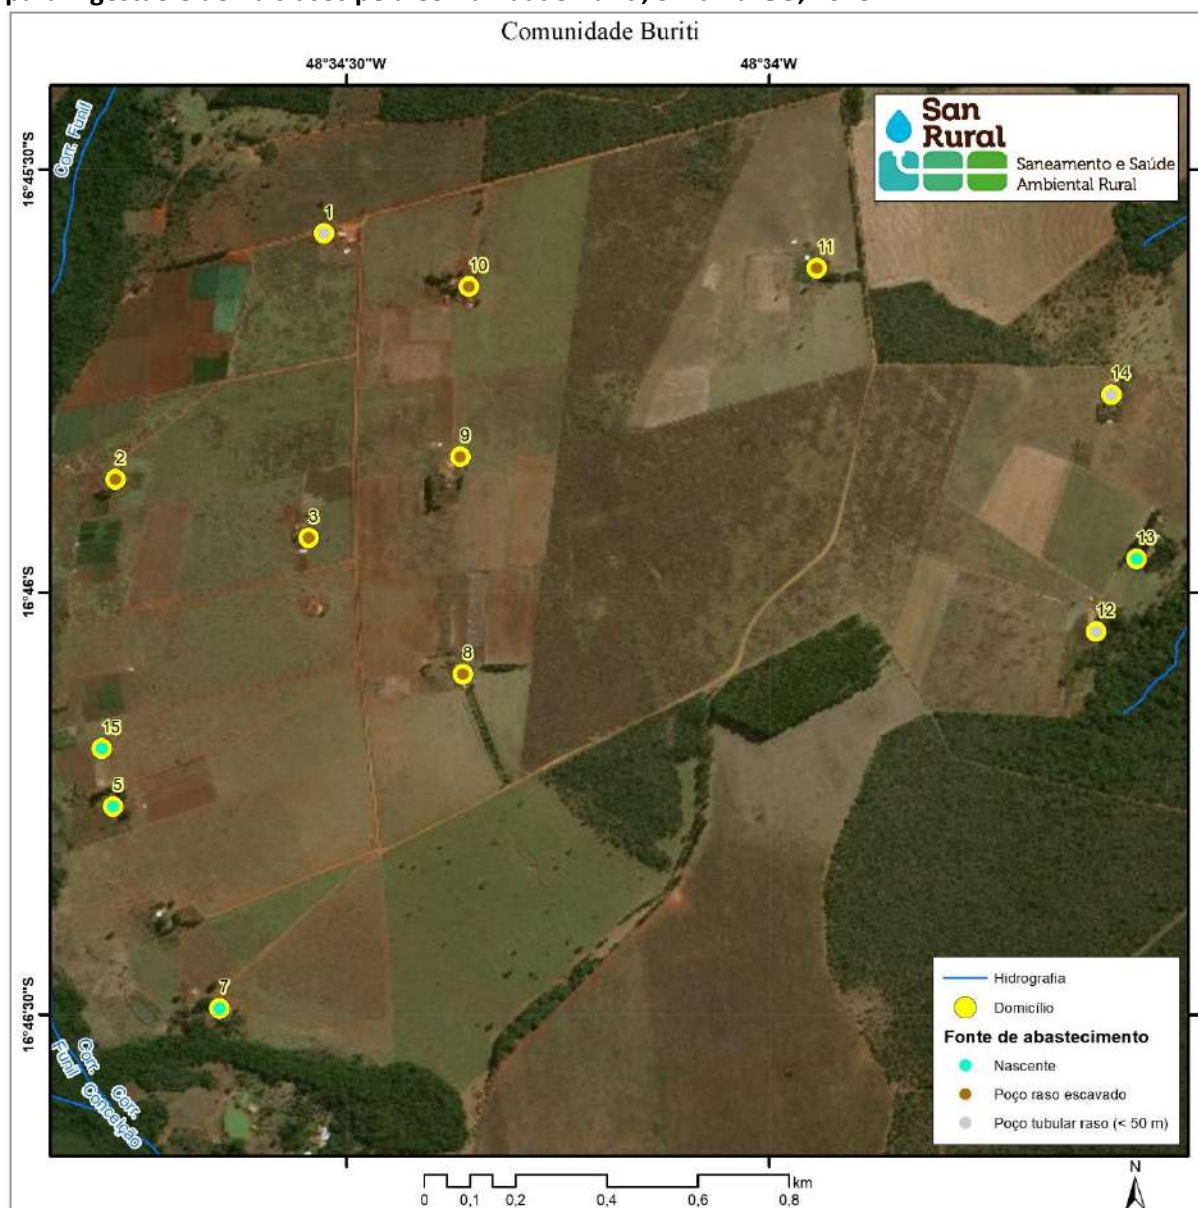 Comunidade Buriti
48°34'30"W
48°34'W
Corr. Funil
San
Rural
Saneamento e Saúde
Ambiental Rural
16°45'30"S
1
10
11
14
9
2
3
13
16°46'S
12
8
15
5
7
16°46'30"S
Corr.
Funil
Corr.
Conceição
Hidrografia
Domicílio
Fonte de abastecimento
Nascente
Poço raso escavado
Poço tubular raso (< 50 m)
0 0,1 0,2 0,4 0,6 0,8 km
N